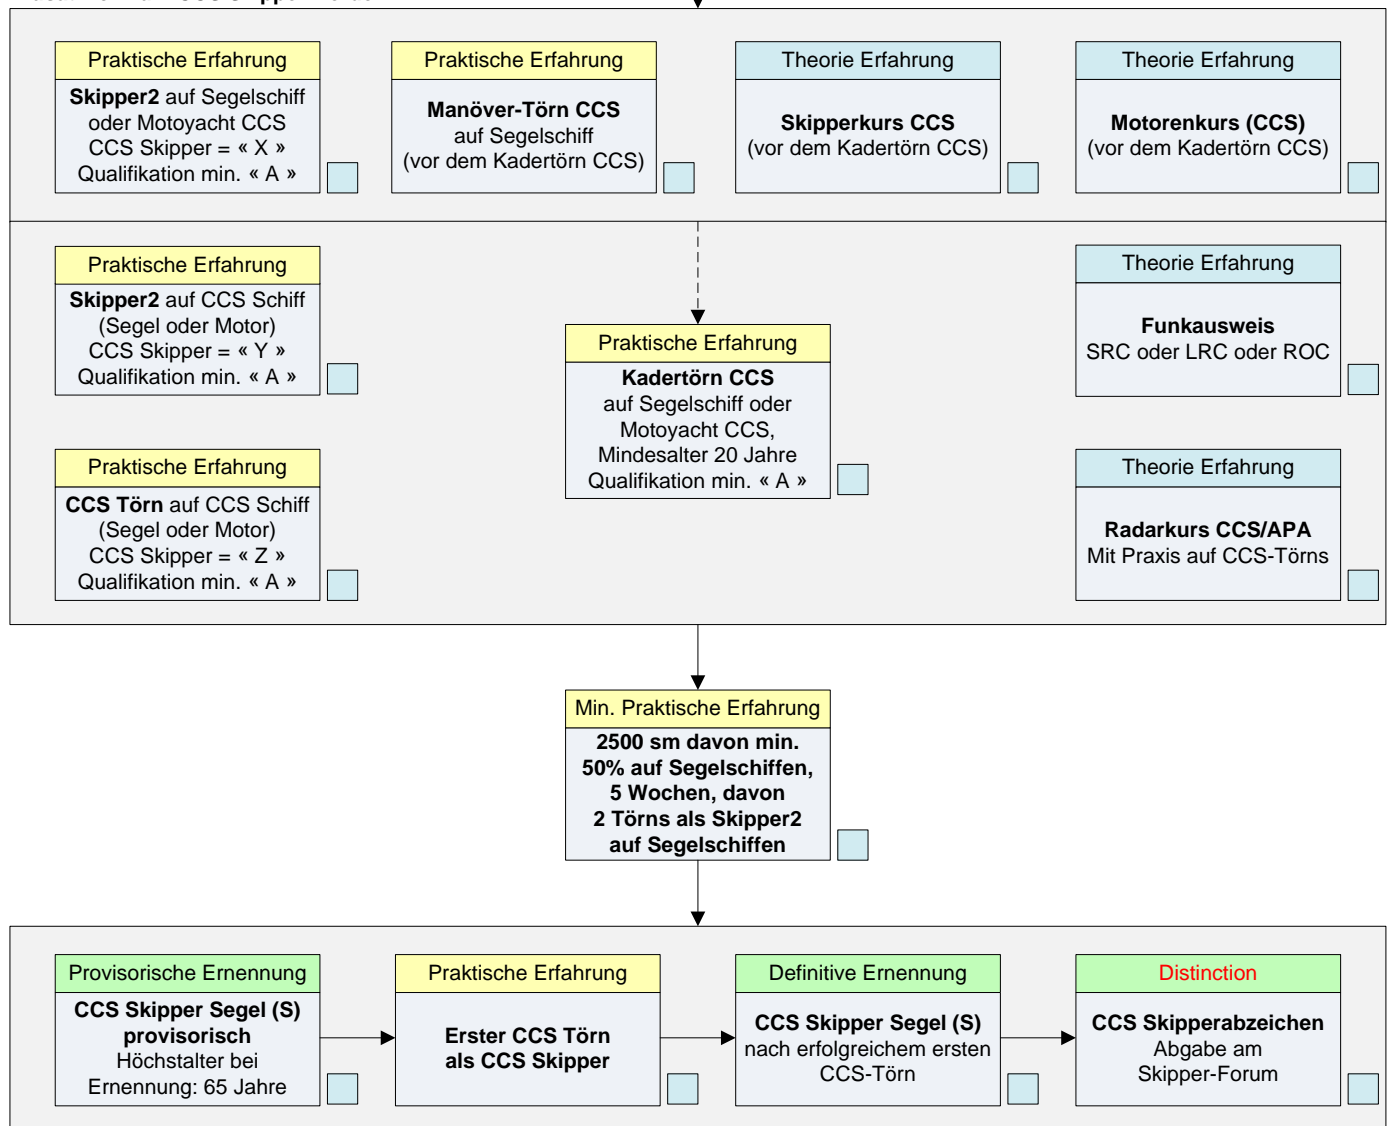 Praktische Erfahrung
Skipper2 auf Segelschiff
oder Motoyacht CCS
CCS Skipper = « X »
Qualifikation min. « A »
Praktische Erfahrung
Manöver-Törn CCS
auf Segelschiff
(vor dem Kadertörn CCS)
Theorie Erfahrung
Skipperkurs CCS
(vor dem Kadertörn CCS)
Theorie Erfahrung
Motorenkurs (CCS)
(vor dem Kadertörn CCS)
Praktische Erfahrung
Skipper2 auf CCS Schiff
(Segel oder Motor)
CCS Skipper = « Y »
Qualifikation min. « A »
Praktische Erfahrung
Kadertörn CCS
auf Segelschiff oder
Motoyacht CCS,
Mindesalter 20 Jahre
Qualifikation min. « A »
Theorie Erfahrung
Funkausweis
SRC oder LRC oder ROC
Praktische Erfahrung
CCS Törn auf CCS Schiff
(Segel oder Motor)
CCS Skipper = « Z »
Qualifikation min. « A »
Theorie Erfahrung
Radarkurs CCS/APA
Mit Praxis auf CCS-Törns
Min. Praktische Erfahrung
2500 sm davon min.
50% auf Segelschiffen,
5 Wochen, davon
2 Törns als Skipper2
auf Segelschiffen
Provisorische Ernennung
CCS Skipper Segel (S)
provisorisch
Höchstalter bei
Ernennung: 65 Jahre
Praktische Erfahrung
Erster CCS Törn
als CCS Skipper
Definitive Ernennung
CCS Skipper Segel (S)
nach erfolgreichem ersten
CCS-Törn
Distinction
CCS Skipperabzeichen
Abgabe am
Skipper-Forum